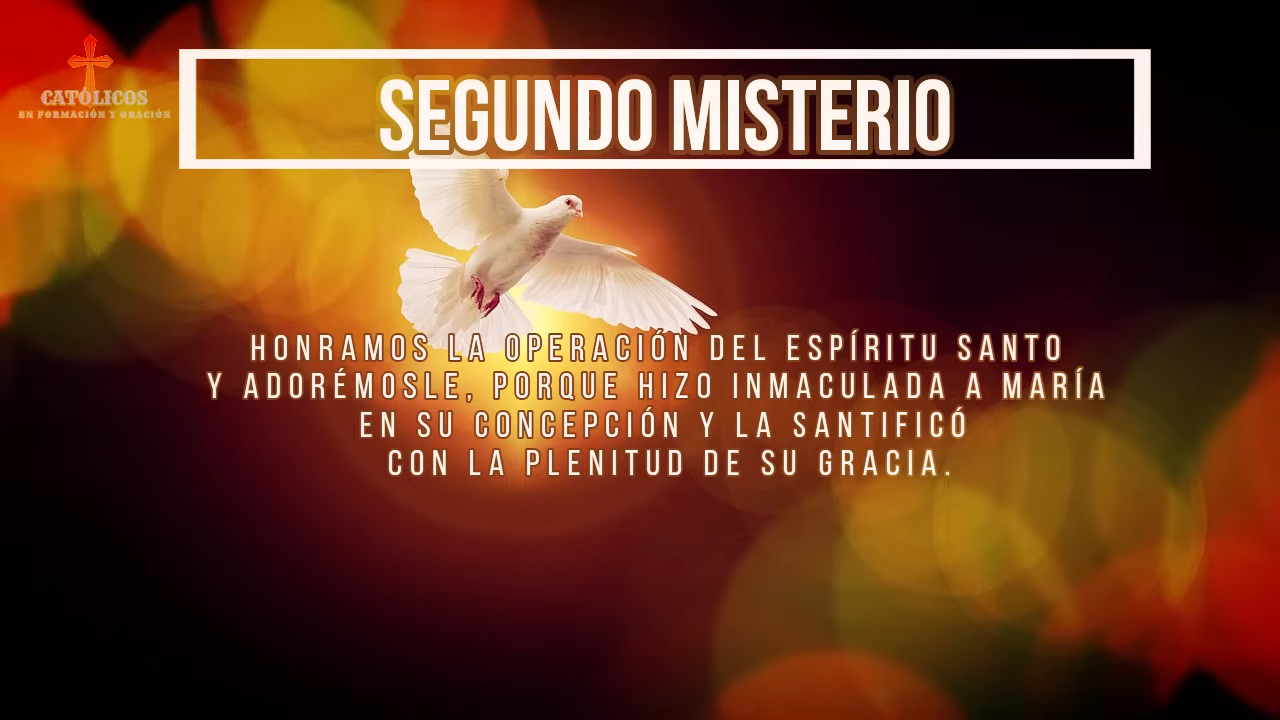 CATÓLICOS
EN FORMACIÓN Y ORACIÓN
SEGUNDO MISTERIO
HONRAMOS LA OPERACIÓN DEL ESPÍRITU SANTO
Y ADORÉMOSLE, PORQUE HIZO INMACULADA A MARÍA
EN SU CONCEPCIÓN Y LA SANTIFICÓ
CON LA PLENITUD DE SU GRACIA.